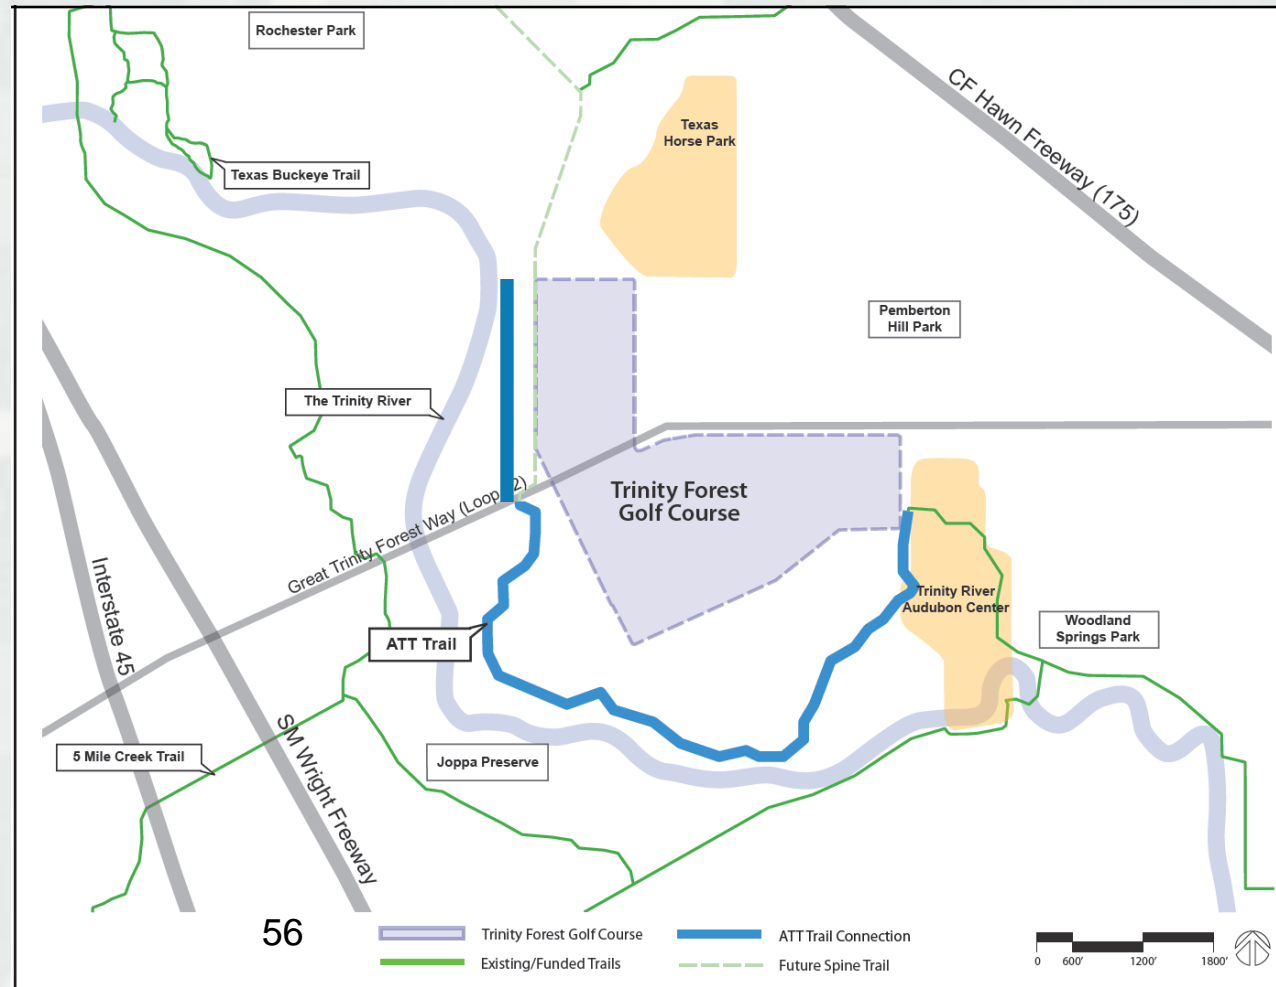 Rochester Park
CF Hawn Freeway (175)
Texas
Horse Park
Texas Buckeye Trail
Pemberton
Hill Park
The Trinity River
Trinity Forest
Golf Course
Great Trinity Forest Way (Loop 2)
Interstate 45
Trinity River
Audubon Center
Woodland
Springs Park
ATT Trail
SM Wright Freeway
5 Mile Creek Trail
Joppa Preserve
56
Trinity Forest Golf Course
ATT Trail Connection
Existing/Funded Trails
Future Spine Trail
0 600' 1200' 1800'